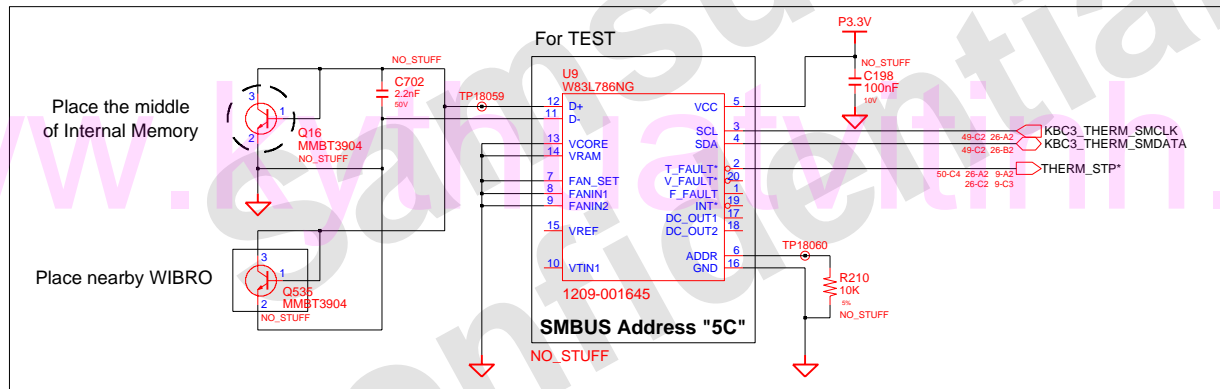 For TEST
P3.3V
NO_STUFF
C702
2.2nF
50V
TP18059
U9
W83L786NG
NO_STUFF
C198
100nF
10V
Place the middle
of Internal Memory
3
1
2
Q16
MMBT3904
NO_STUFF
12 D+
11 D-
13 VCORE
14 VRAM
7 FAN_SET
8 FANIN1
9 FANIN2
15 VREF
10 VTIN1
VCC 5
SCL 3
SDA 4
T_FAULT* 2
V_FAULT* 20
F_FAULT 1
INT* 19
DC_OUT1 17
DC_OUT2 18
ADDR 6
GND 16
KBC3_THERM_SMCLK
49-C2 26-A2
KBC3_THERM_SMDATA
49-C2 26-B2
THERM_STP*
50-C4 26-A2 9-A2
26-C2 9-C3
TP18060
R210
10K
5%
NO_STUFF
Place nearby WIBRO
3
1
Q535
MMBT3904
2
NO_STUFF
1209-001645
SMBUS Address "5C"
NO_STUFF
www.kythuatvitinh.
Samsu
Confidential